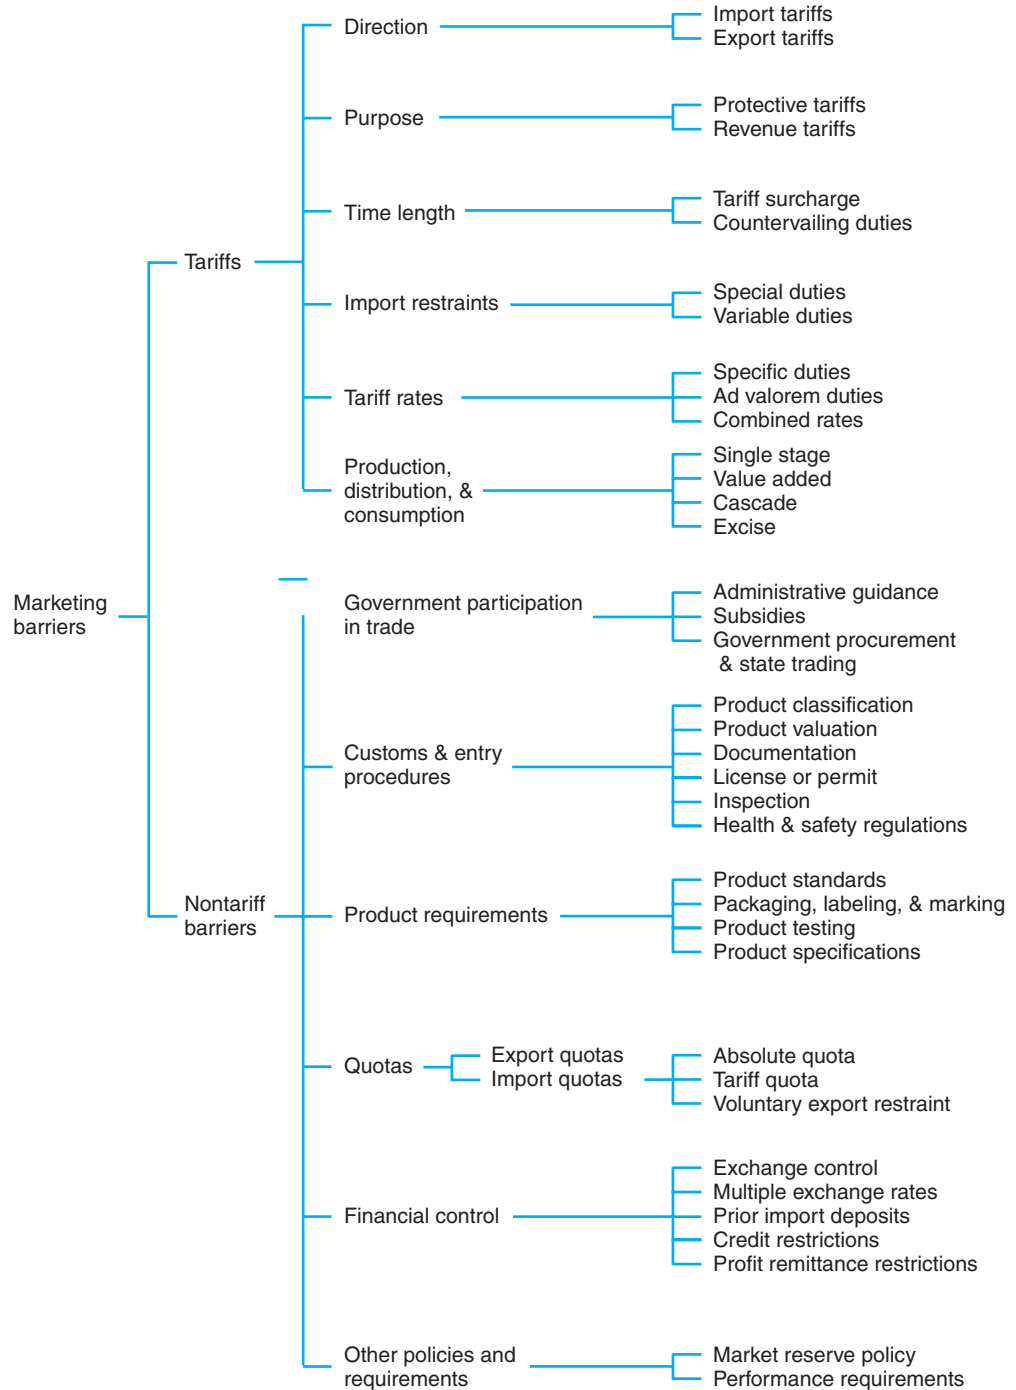 Direction
Import tariffs
Export tariffs
Purpose
Protective tariffs
Revenue tariffs
Time length
Tariff surcharge
Countervailing duties
Tariffs
Import restraints
Special duties
Variable duties
Tariff rates
Specific duties
Ad valorem duties
Combined rates
Production,
distribution, &
consumption
Single stage
Value added
Cascade
Excise
Marketing
barriers
Government participation
in trade
Administrative guidance
Subsidies
Government procurement
& state trading
Customs & entry
procedures
Product classification
Product valuation
Documentation
License or permit
Inspection
Health & safety regulations
Nontariff
barriers
Product requirements
Product standards
Packaging, labeling, & marking
Product testing
Product specifications
Quotas
Export quotas
Import quotas
Absolute quota
Tariff quota
Voluntary export restraint
Financial control
Exchange control
Multiple exchange rates
Prior import deposits
Credit restrictions
Profit remittance restrictions
Other policies and
requirements
Market reserve policy
Performance requirements